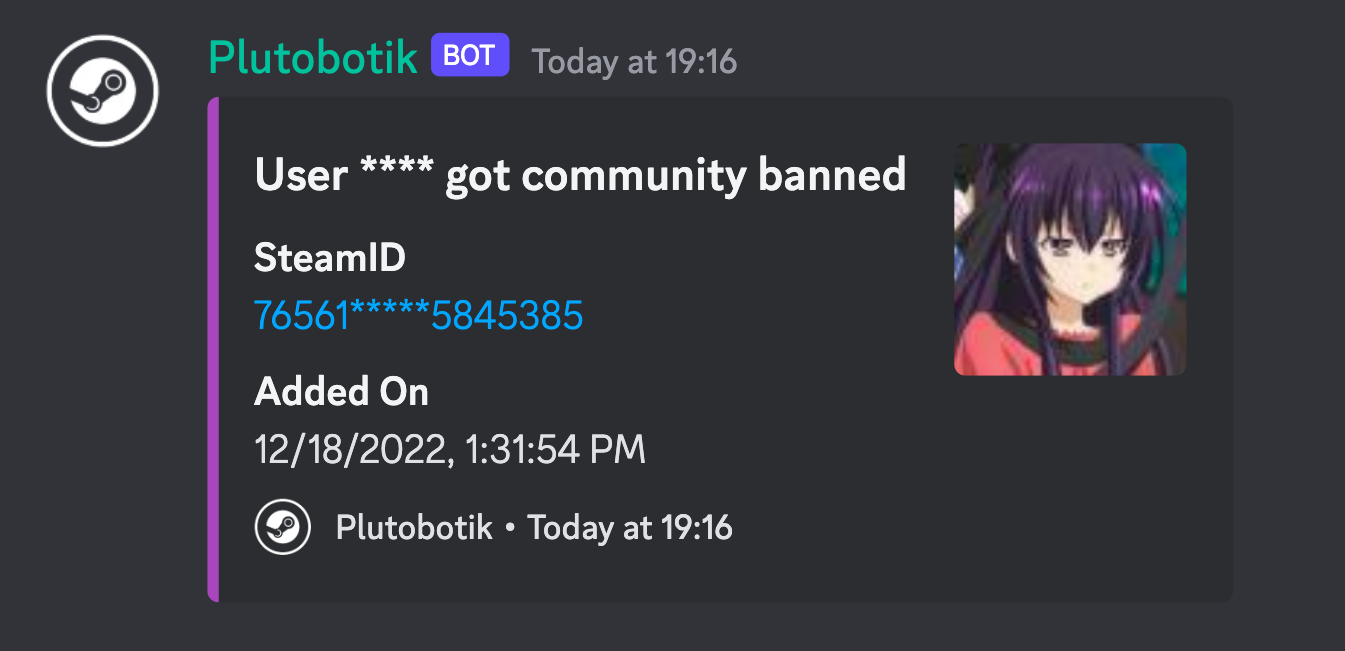 Plutobotik BOT Today at 19:16
User **** got community banned
SteamID
76561*****5845385
Added On
12/18/2022, 1:31:54 PM
Plutobotik • Today at 19:16